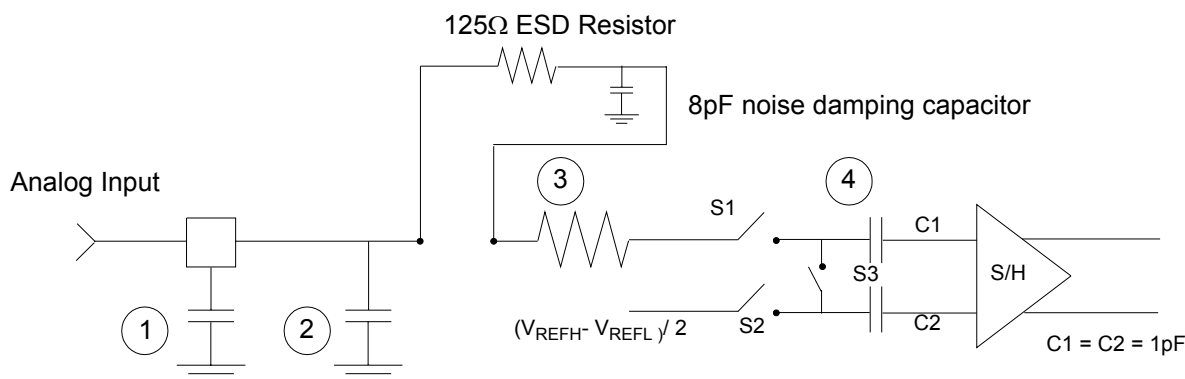 125Ω ESD Resistor
8pF noise damping capacitor
Analog Input
3
4
S1
C1
S3
S/H
1
2
(VREFH- VREFL )/ 2
S2
C2
C1 = C2 = 1pF